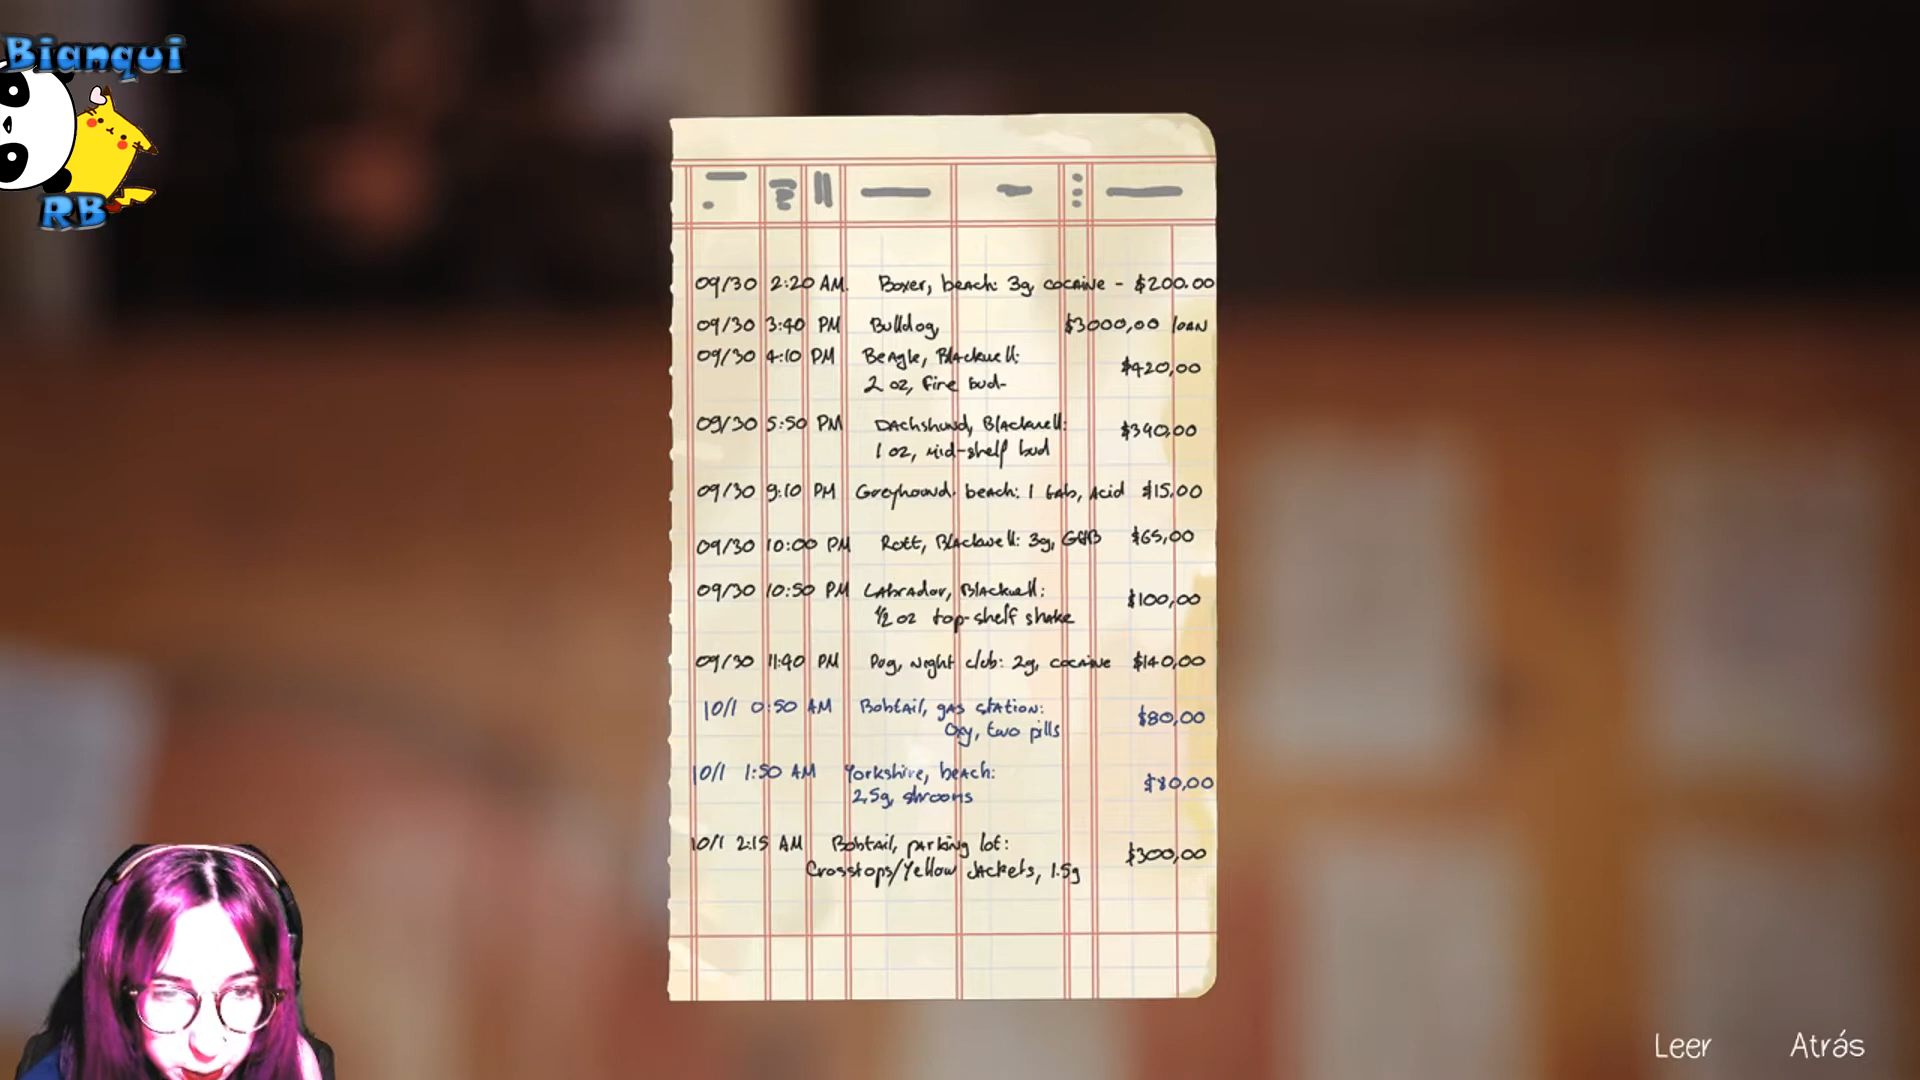 Bianqui
RB
09/30 2:20 AM. Boxer, beach: 3g, cocaine - $200.00
09/30 3:40 PM Bulldog, $3000,00 loan
09/30 4:10 PM Beagle, Blackwell:
2 oz, fine bud- $420,00
09/30 5:50 PM Dachshund, Blackwell: $390,00
1 oz, mid-shelf bud
09/30 9:10 PM Greyhound, beach: 1 tab, Acid $15.00
09/30 10:00 PM Rott, Blackwell: 3g, GHB $65,00
09/30 10:50 PM Labrador, Blackwell: $100,00
1/2 oz top-shelf shake
09/30 11:40 PM Pug, night club: 2g, cocaine $140,00
10/1 0:50 AM Bobtail, gas station: $80,00
Oxy, two pills
10/1 1:50 AM Yorkshire, beach: $80,00
2,5g, shrooms
10/1 2:15 AM Bobtail, parking lot: $300,00
Crosstops/Yellow Jackets, 1.5g
Leer Atrás